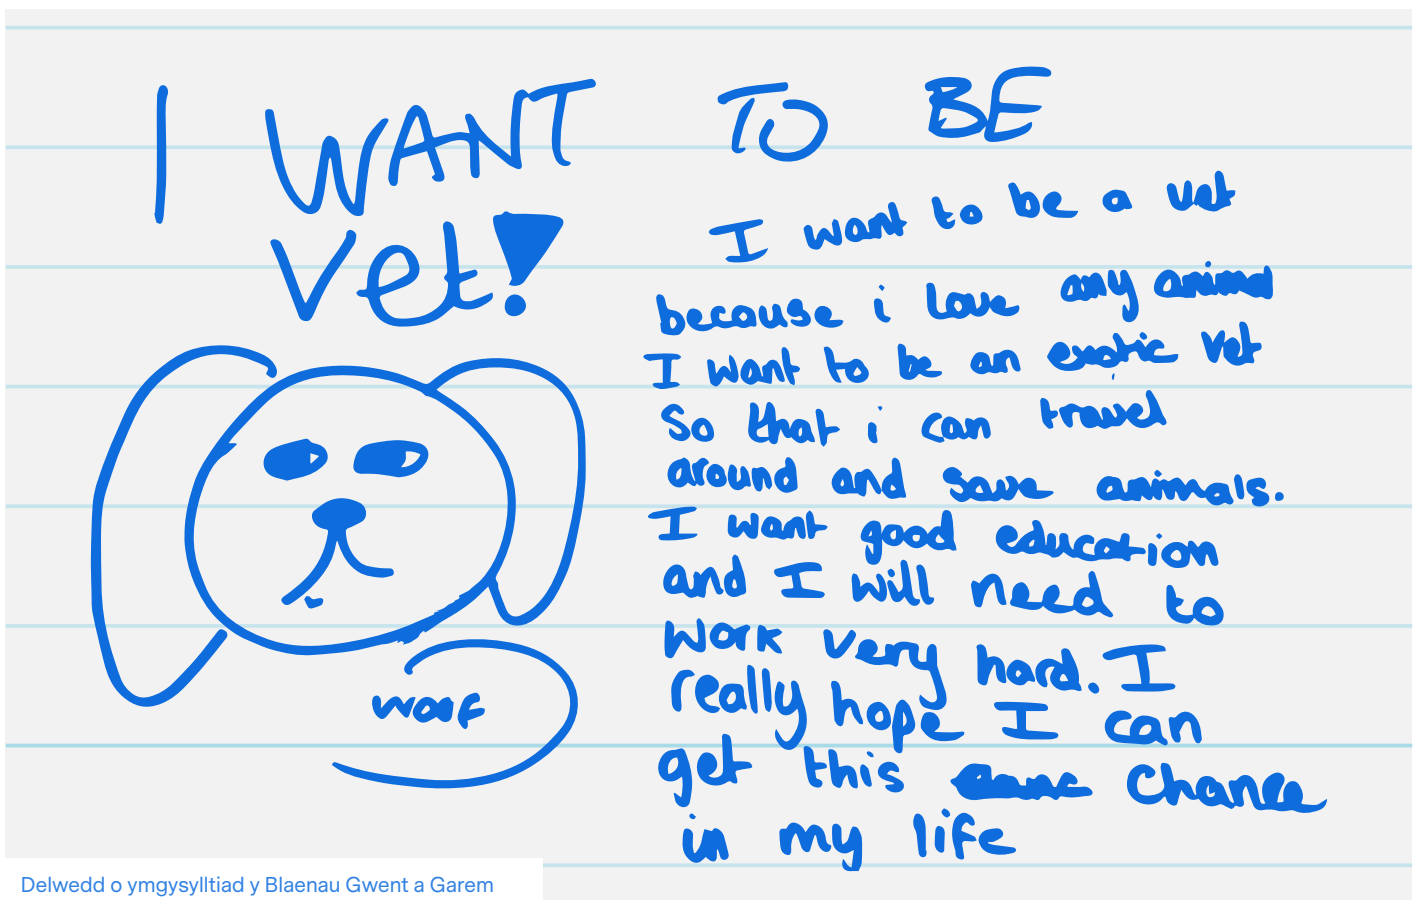 I WANT TO BE
Vet!
I want to be a vet
because i love any animal
I want to be an exotic Vet
So that i can travel
around and save animals.
I want good education
and I will need to
work very hard. I
really hope I can
get this chance
in my life
woof
Delwedd o ymgysylltiad y Blaenau Gwent a Garem